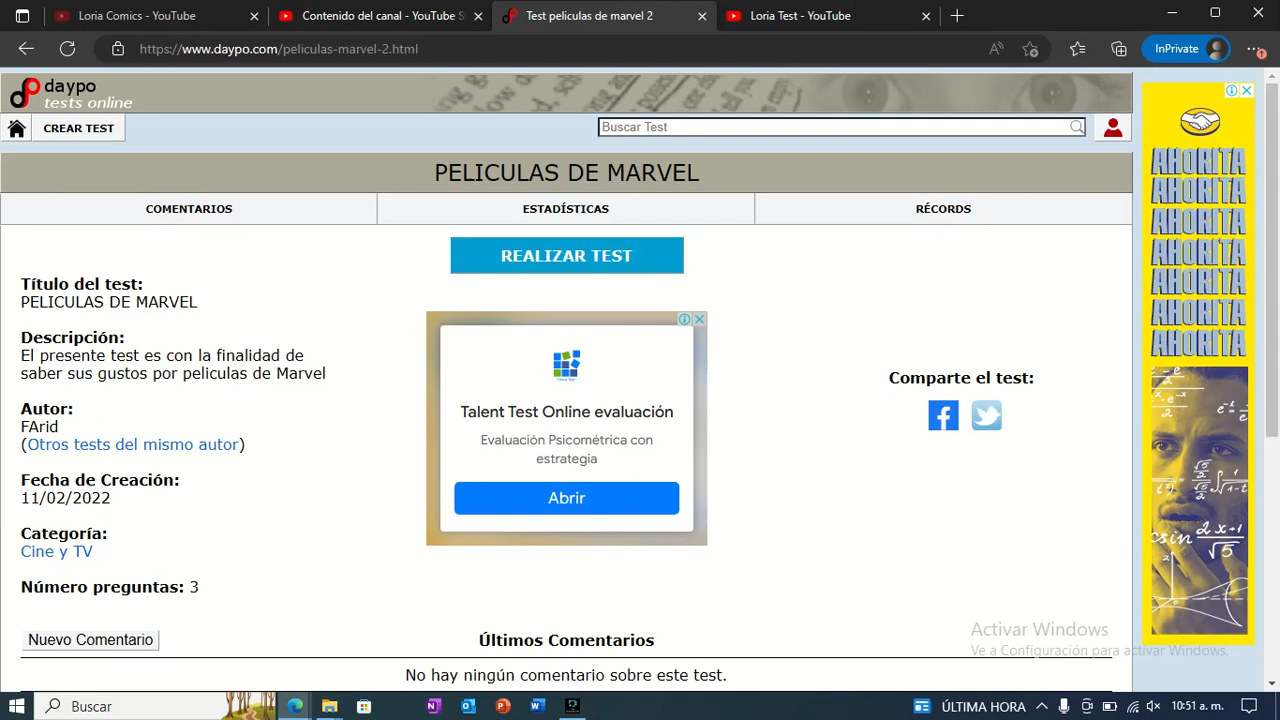 Loria Comics - YouTube
Contenido del canal - YouTube S
Test peliculas de marvel 2
Loria Test - YouTube
https://www.daypo.com/peliculas-marvel-2.html
InPrivate
daypo
tests online
CREAR TEST
Buscar Test
PELICULAS DE MARVEL
COMENTARIOS
ESTADÍSTICAS
RÉCORDS
REALIZAR TEST
Título del test:
PELICULAS DE MARVEL
Descripción:
El presente test es con la finalidad de
saber sus gustos por peliculas de Marvel
Autor:
FArid
(Otros tests del mismo autor)
Fecha de Creación:
11/02/2022
Categoría:
Cine y TV
Número preguntas: 3
Talent Test Online evaluación
Evaluación Psicométrica con
estrategia
Abrir
Comparte el test:
AHORITA
AHORITA
AHORITA
AHORITA
AHORITA
AHORITA
AHORITA
Nuevo Comentario
Últimos Comentarios
No hay ningún comentario sobre este test.
Activar Windows
Ve a Configuración para activar Windows.
Buscar
ÚLTIMA HORA
10:51 a. m.